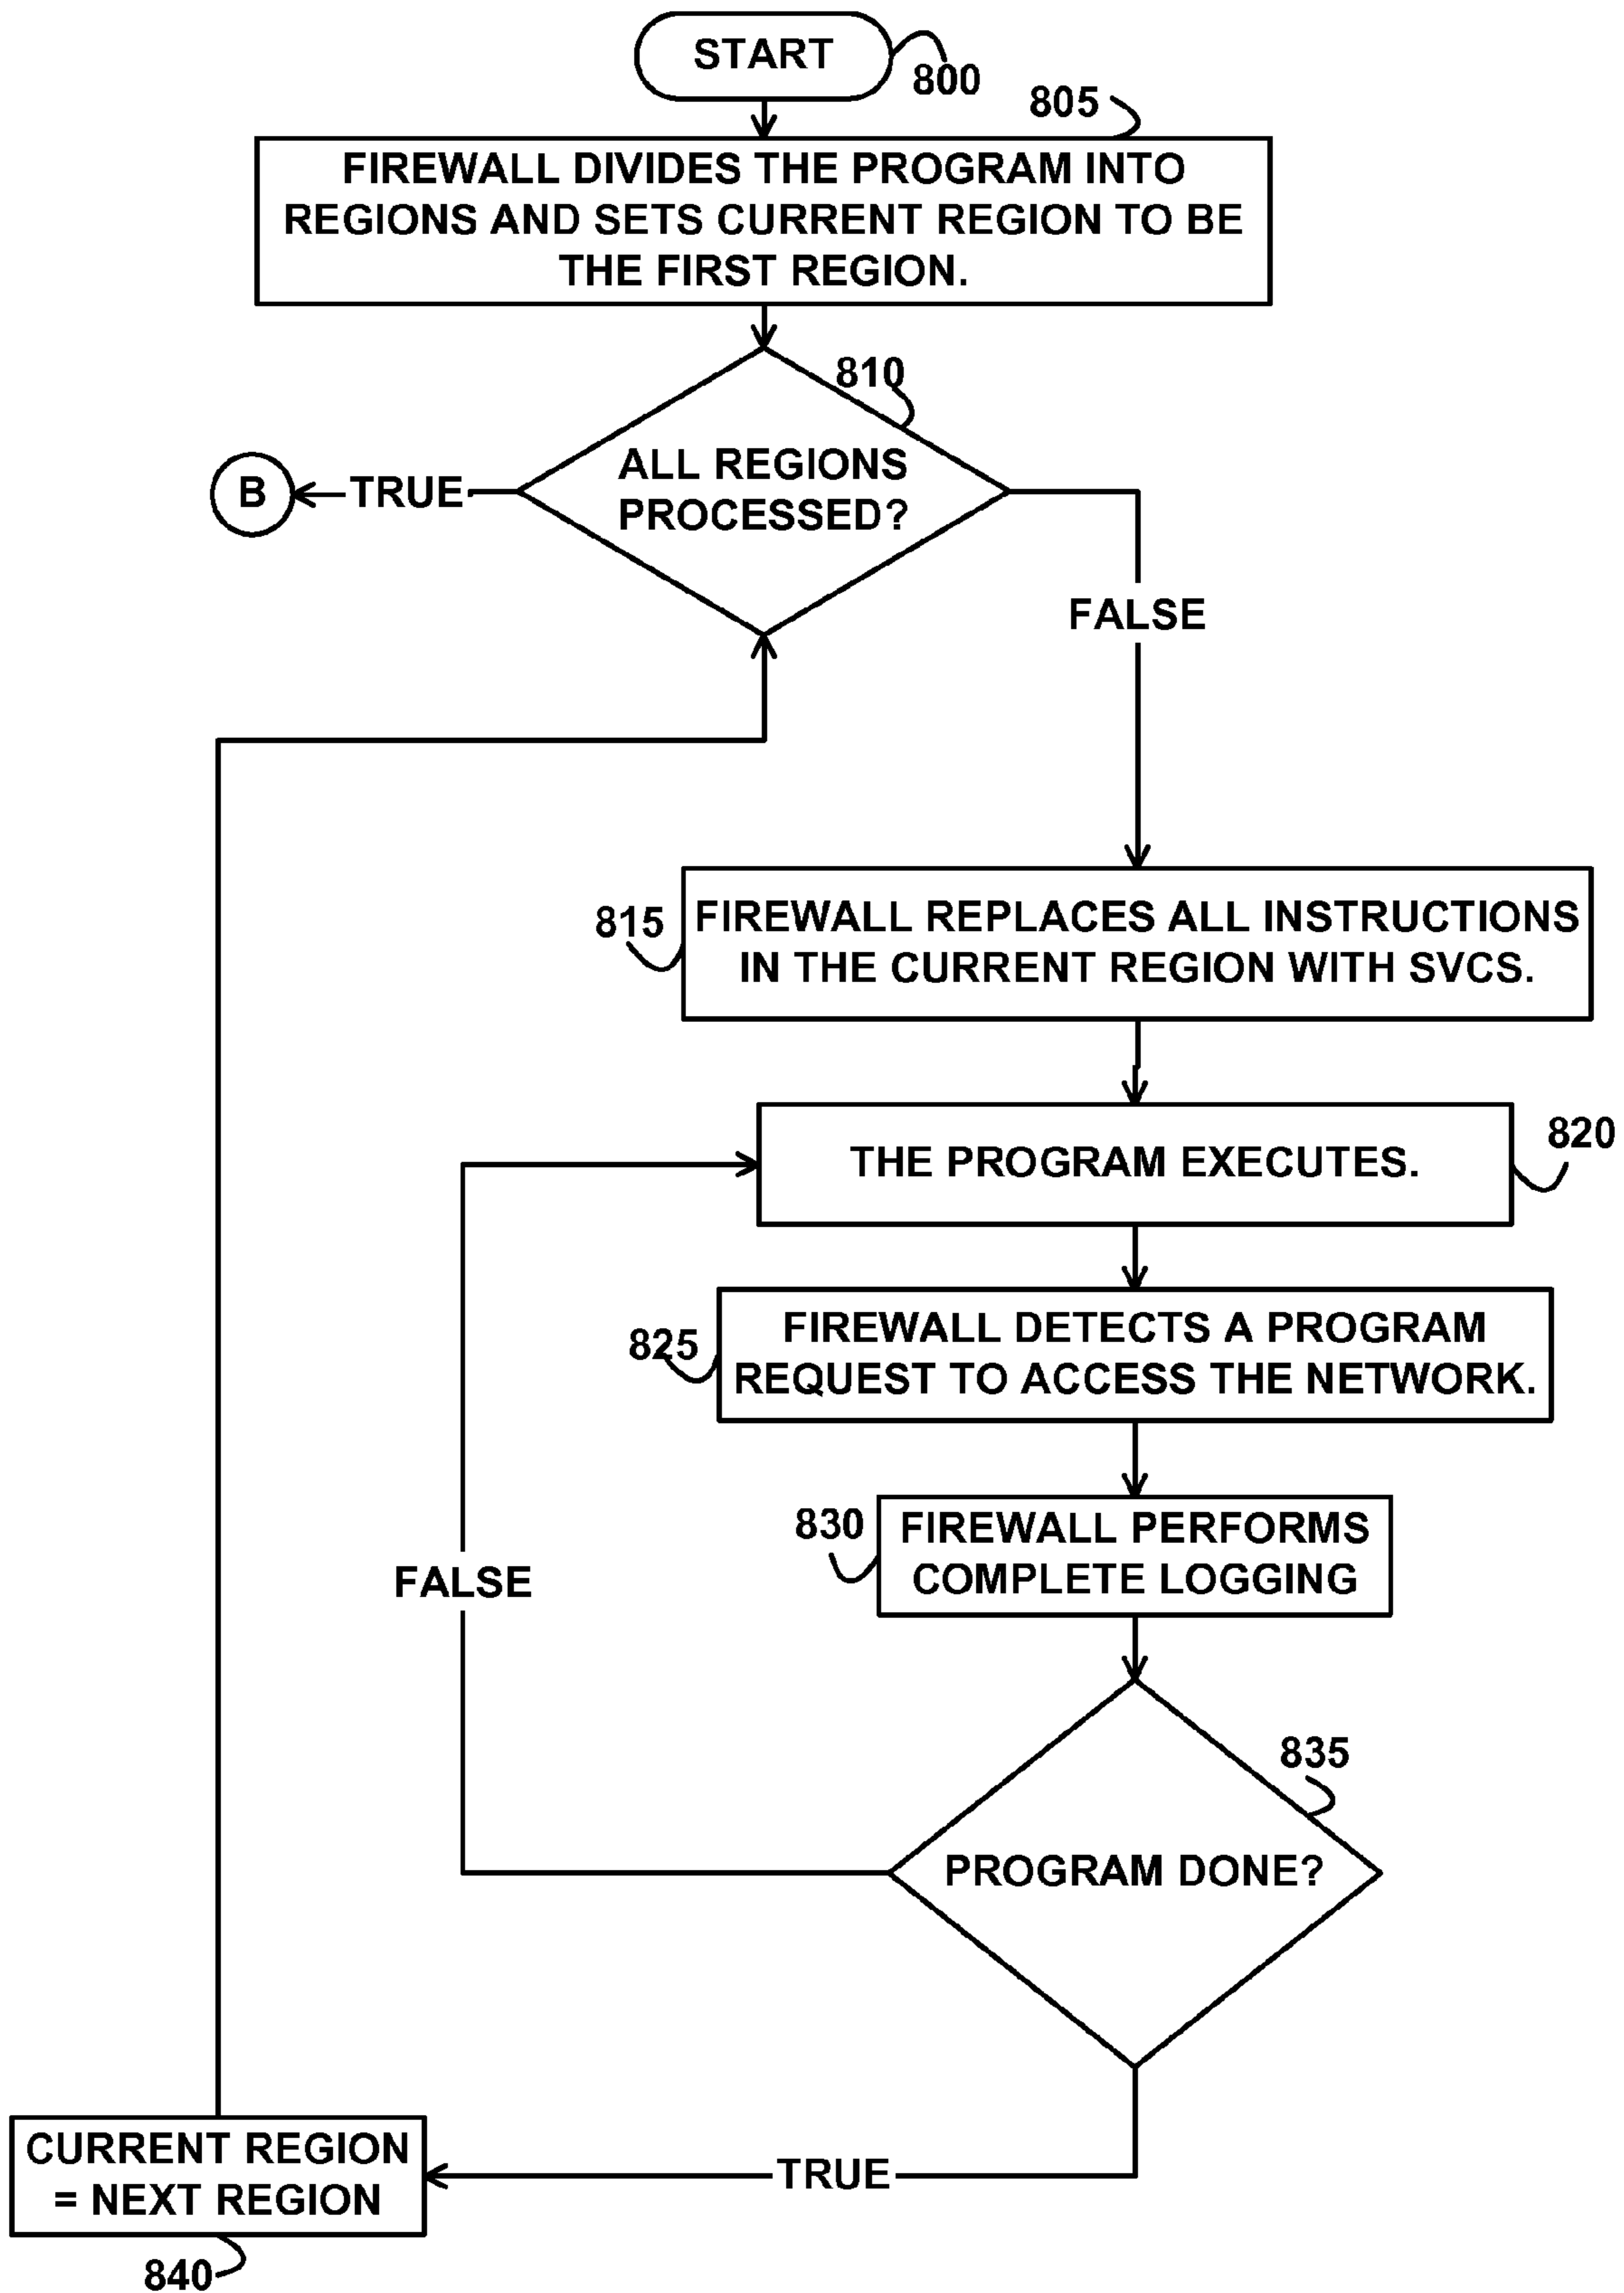 START
800
805
FIREWALL DIVIDES THE PROGRAM INTO
REGIONS AND SETS CURRENT REGION TO BE
THE FIRST REGION.
810
ALL REGIONS
PROCESSED?
B
TRUE
FALSE
815
FIREWALL REPLACES ALL INSTRUCTIONS
IN THE CURRENT REGION WITH SVCS.
820
THE PROGRAM EXECUTES.
825
FIREWALL DETECTS A PROGRAM
REQUEST TO ACCESS THE NETWORK.
830
FIREWALL PERFORMS
COMPLETE LOGGING
FALSE
835
PROGRAM DONE?
TRUE
CURRENT REGION
= NEXT REGION
840